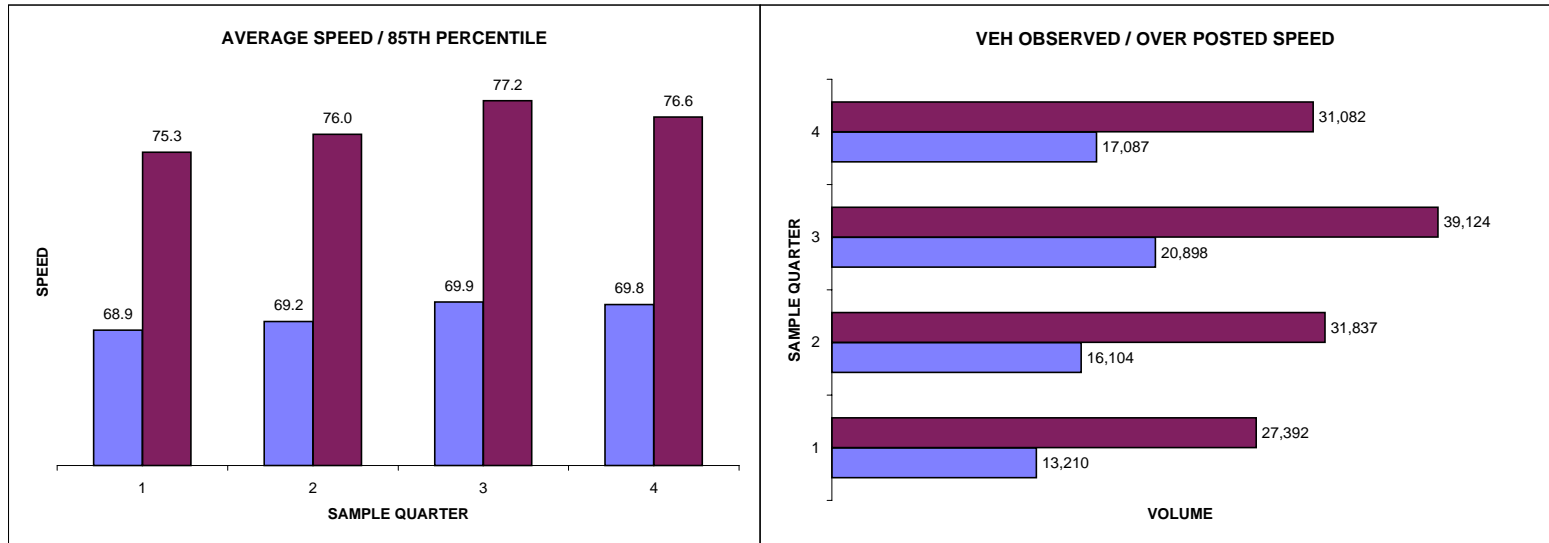 AVERAGE SPEED / 85TH PERCENTILE
77.2
76.6
76.0
75.3
69.9
69.8
69.2
68.9
SPEED
1 2 3 4
SAMPLE QUARTER
VEH OBSERVED / OVER POSTED SPEED
31,082
4
17,087
39,124
3
20,898
31,837
2
16,104
27,392
1
13,210
SAMPLE QUARTER
VOLUME